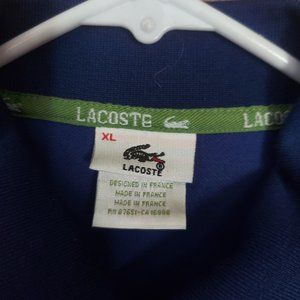 LACOSTE LACOS
XL
LACOSTE
DESIGNED IN FRANCE
MADE IN FRANCE
MADE IN FRANCE